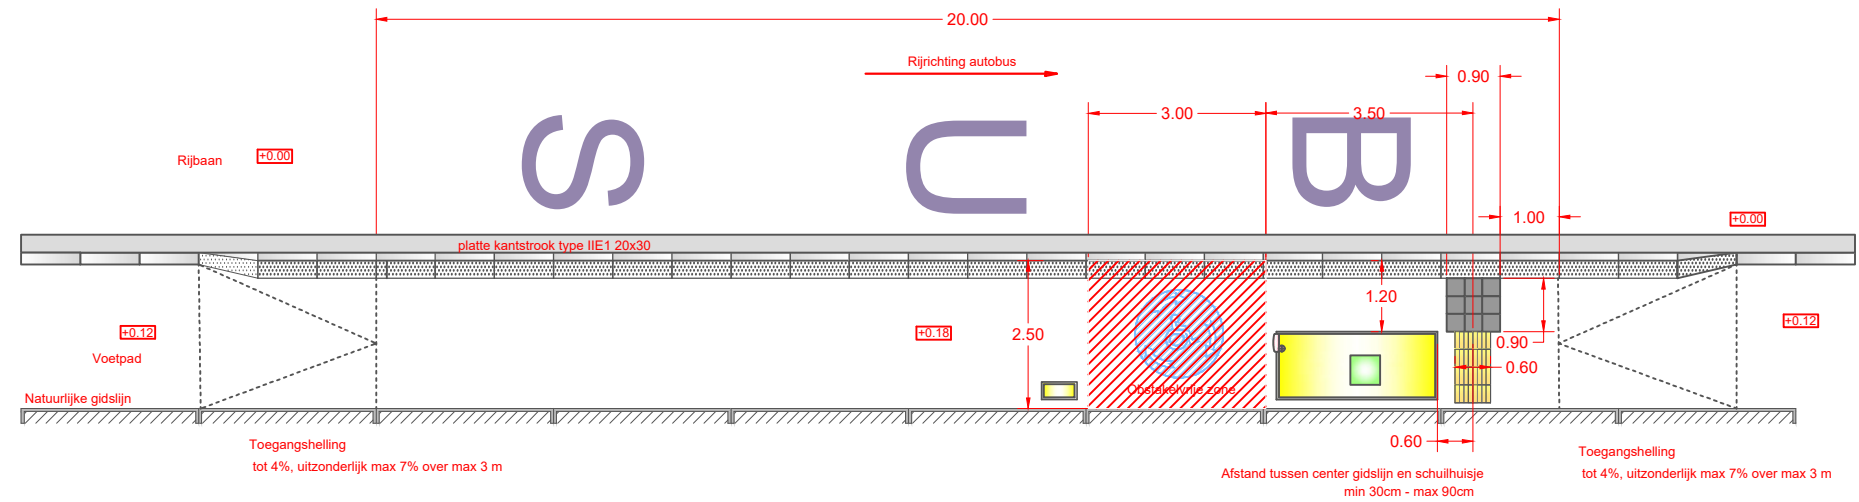 20.00
Rijrichting autobus
0.90
3.00
3.50
S U B
Rijbaan
+0.00
1.00
+0.00
platte kantstrook type IIE1 20x30
1.20
+0.12
+0.18
2.50
+0.12
0.90
Voetpad
0.60
Obstakelvrije zone
Natuurlijke gidslijn
0.60
Toegangshelling
tot 4%, uitzonderlijk max 7% over max 3 m
Toegangshelling
tot 4%, uitzonderlijk max 7% over max 3 m
Afstand tussen center gidslijn en schuilhuisje
min 30cm - max 90cm